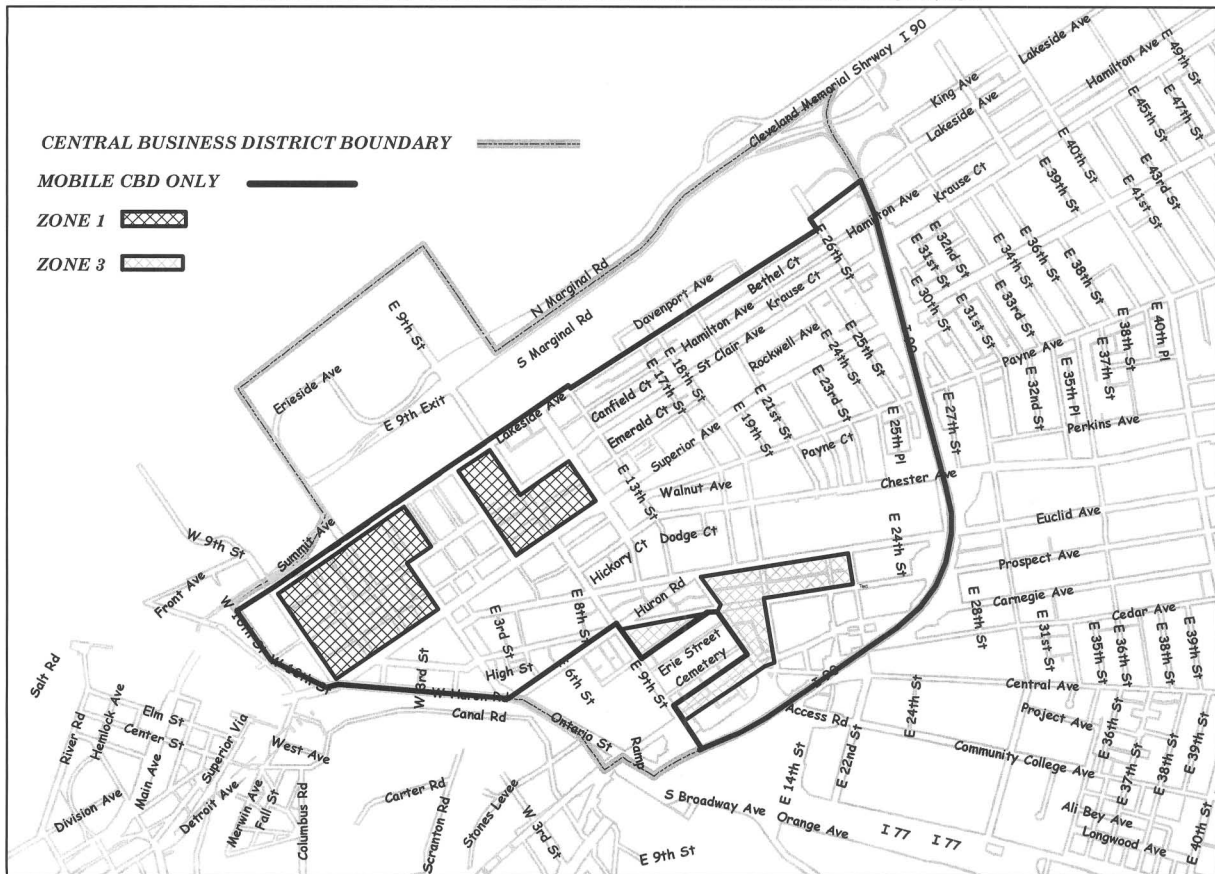 CENTRAL BUSINESS DISTRICT BOUNDARY
MOBILE CBD ONLY
ZONE 1
ZONE 3
Cleveland Memorial Shrway I 90
Lakeside Ave
Hamilton Ave
E 49th St
E 47th St
E 45th St
E 43rd St
E 41st St
E 40th St
E 39th St
King Ave
Lakeside Ave
Krause Ct
Hamilton Ave
E 26th St
E 32nd St
E 31st St
E 30th St
E 31st St
E 34th St
E 33rd St
E 36th St
E 38th St
E 38th St
E 37th St
E 40th Pl
Payne Ave
E 32nd St
E 35th Pl
Perkins Ave
N Marginal Rd
S Marginal Rd
Davenport Ave
Bethel Ct
Krause Ct
Hamilton Ave
St Clair Ave
Rockwell Ave
E 25th St
E 24th St
E 23rd St
E 21st St
E 19th St
E 18th St
E 17th St
I 90
E 27th St
E 25th Pl
Payne Ct
Canfield Ct
Emerald Ct
Superior Ave
Lakeside Ave
E 9th St
Erieside Ave
E 9th Exit
E 13th St
Walnut Ave
Chester Ave
Euclid Ave
Dodge Ct
Hickory Ct
E 24th St
Prospect Ave
Carnegie Ave
Cedar Ave
Huron Rd
W 9th St
Summit Ave
Front Ave
W 10th St
E 8th St
E 3rd St
High St
E 6th St
E 9th St
Erie Street
Cemetery
E 28th St
E 31st St
E 35th St
E 36th St
E 38th St
E 39th St
Central Ave
I 90
Access Rd
E 24th St
E 22nd St
E 14th St
Project Ave
Community College Ave
E 36th St
E 37th St
E 38th St
E 39th St
E 40th St
Ali Bey Ave
Longwood Ave
W 3rd St
W Huron Rd
Canal Rd
Ontario St
Ramp
S Broadway Ave
Orange Ave
I 77
I 77
E 9th St
Salt Rd
River Rd
Hemlock Ave
Elm St
Center St
Main Ave
Superior Via
West Ave
Division Ave
Detroit Ave
Merwin Ave
Fall St
Columbus Rd
Carter Rd
Scranton Rd
Stones Levee
W 3rd St